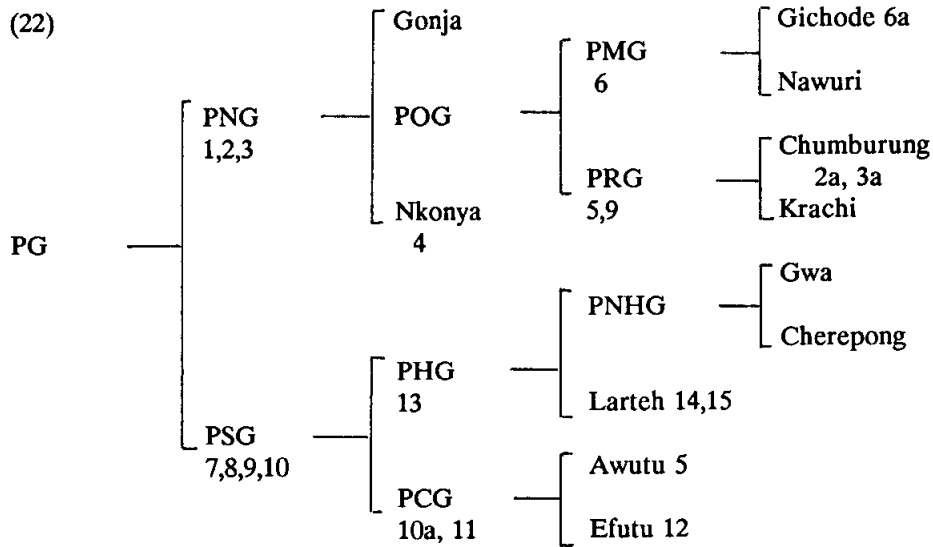 (22)
Gonja
PMG
6
Gichode 6a
Nawuri
PNG
1,2,3
POG
Chumburung
2a, 3a
Nkonya
4
PRG
5,9
Krachi
PG
Gwa
PNHG
Cherepong
PHG
13
Larteh 14,15
PSG
7,8,9,10
Awutu 5
PCG
10a, 11
Efutu 12